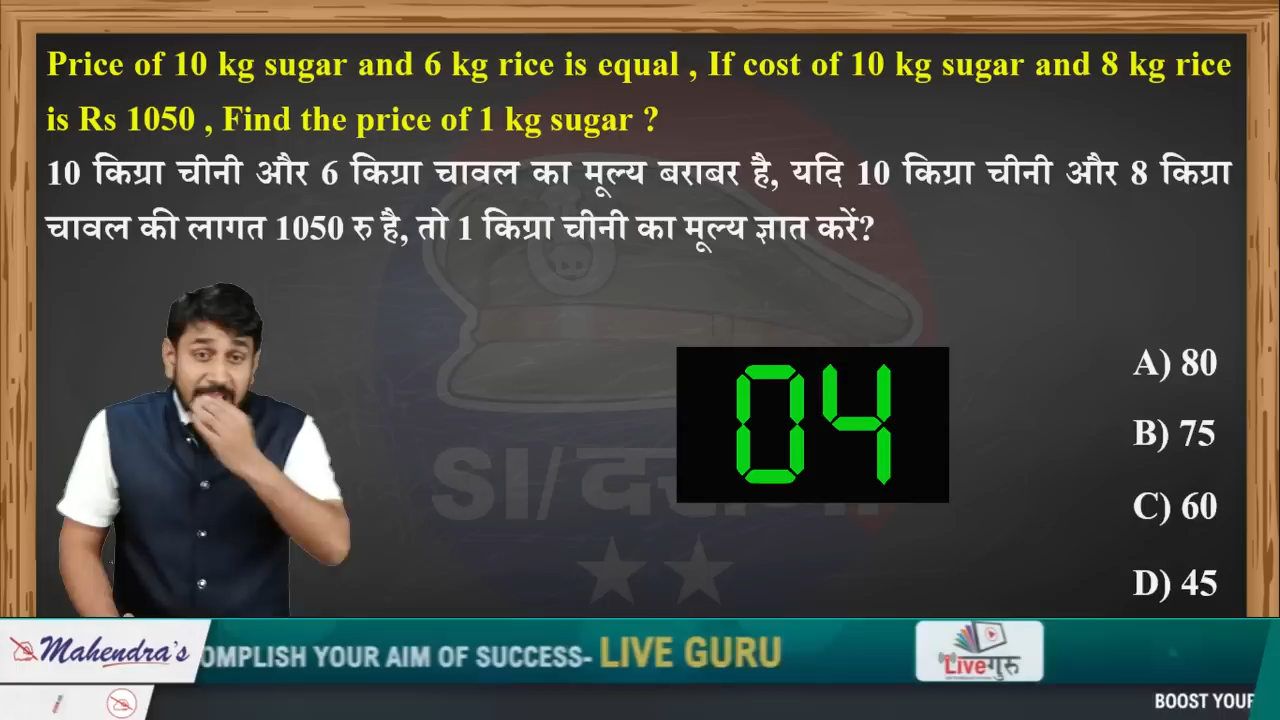 Price of 10 kg sugar and 6 kg rice is equal , If cost of 10 kg sugar and 8 kg rice
is Rs 1050 , Find the price of 1 kg sugar ?
10 किग्रा चीनी और 6 किग्रा चावल का मूल्य बराबर है, यदि 10 किग्रा चीनी और 8 किग्रा
चावल की लागत 1050 रु है, तो 1 किग्रा चीनी का मूल्य ज्ञात करें?
04
A) 80
B) 75
C) 60
D) 45
SI/
Mahendra's
OMPLISH YOUR AIM OF SUCCESS- LIVE GURU
Liveगुरु
BOOST YOUR